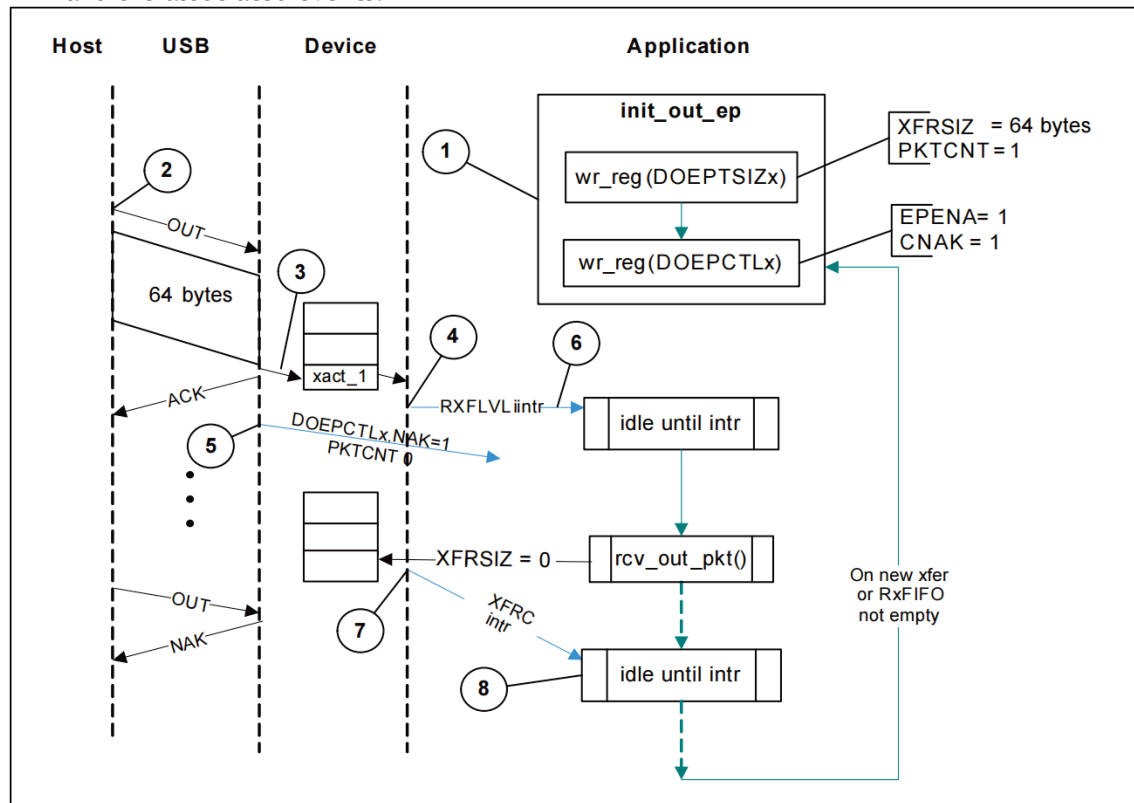 Host
USB
Device
Application
init_out_ep
XFRSIZ = 64 bytes
PKTCNT = 1
1
wr_reg(DOEPTSIZx)
2
EPENA= 1
CNAK = 1
OUT
wr_reg(DOEPCTLx)
3
64 bytes
4
6
xact_1
ACK
RXFLVL iintr
idle until intr
DOEPCTLx,NAK=1
PKTCNT 0
5
XFRSIZ = 0
rcv_out_pkt()
On new xfer
or RxFIFO
not empty
OUT
XFRC
intr
7
NAK
8
idle until intr